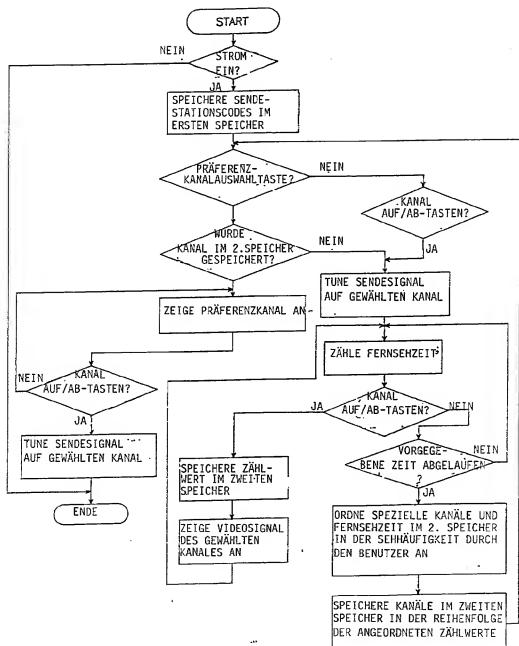 START
NEIN
STROM
EIN?
JA
SPEICHERE SENDE-
STATIONSCODES IM
ERSTEN SPEICHER
PRÄFERENZ-
KANALAUSWAHLTASTE?
NEIN
KANAL
AUF/AB-TASTEN?
JA
WURDE
KANAL IM 2.SPEICHER
GESPEICHERT?
NEIN
TUNE SENDESIGNAL
AUF GEWÄHLTEN KANAL
ZEIGE PRÄFERENZKANAL AN
ZÄHLE FERNSEHZEIT
NEIN
KANAL
AUF/AB-TASTEN?
JA
JA
KANAL
AUF/AB-TASTEN?
NEIN
TUNE SENDESIGNAL
AUF GEWÄHLTEN KANAL
ENDE
SPEICHERE ZÄHL-
WERT IM ZWEITEN
SPEICHER
ZEIGE VIDEOSIGNAL
DES GEWÄHLTEN
KANALES AN
VORGEGE-
BENE ZEIT ABGELAUFEN
?
NEIN
JA
ORDNE SPEZIELLE KANÄLE UND
FERNSEHZEIT IM 2. SPEICHER
IN DER SEHHÄUFIGKEIT DURCH
DEN BENUTZER AN
SPEICHERE KANÄLE IM ZWEITEN
SPEICHER IN DER REIHENFOLGE
DER ANGEORDNETEN ZÄHLWERTE